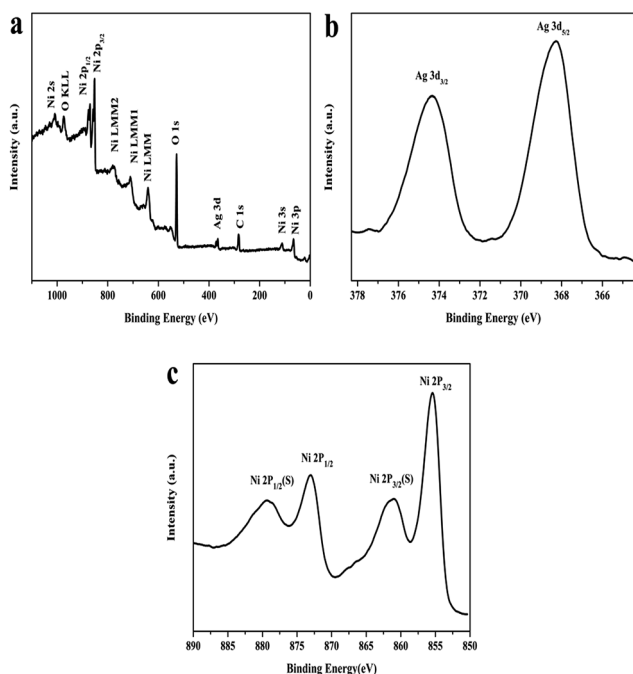 a
Ni 2s
O KLL
Ni 2p1/2
Ni 2p3/2
Ni LMM2
Ni LMM1
Ni LMM
O 1s
Ag 3d
C 1s
Ni 3s
Ni 3p
Intensity (a.u.)
1000 800 600 400 200 0
Binding Energy (eV)
b
Ag 3d3/2
Ag 3d5/2
Intensity (a.u.)
378 376 374 372 370 368 366
Binding Energy (eV)
c
Ni 2P1/2(S)
Ni 2P1/2
Ni 2P3/2(S)
Ni 2P3/2
Intensity (a.u.)
890 885 880 875 870 865 860 855 850
Binding Energy(eV)